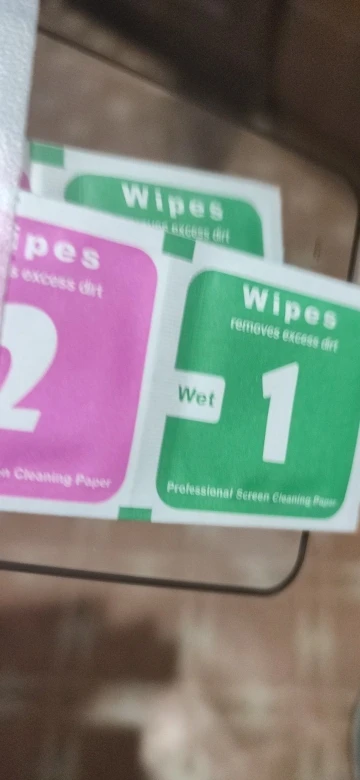 Wipes
excess dirt
ipes
s excess dirt
2
n Cleaning Paper
Wipes
removes excess dirt
Wet
1
Professional Screen Cleaning Paper